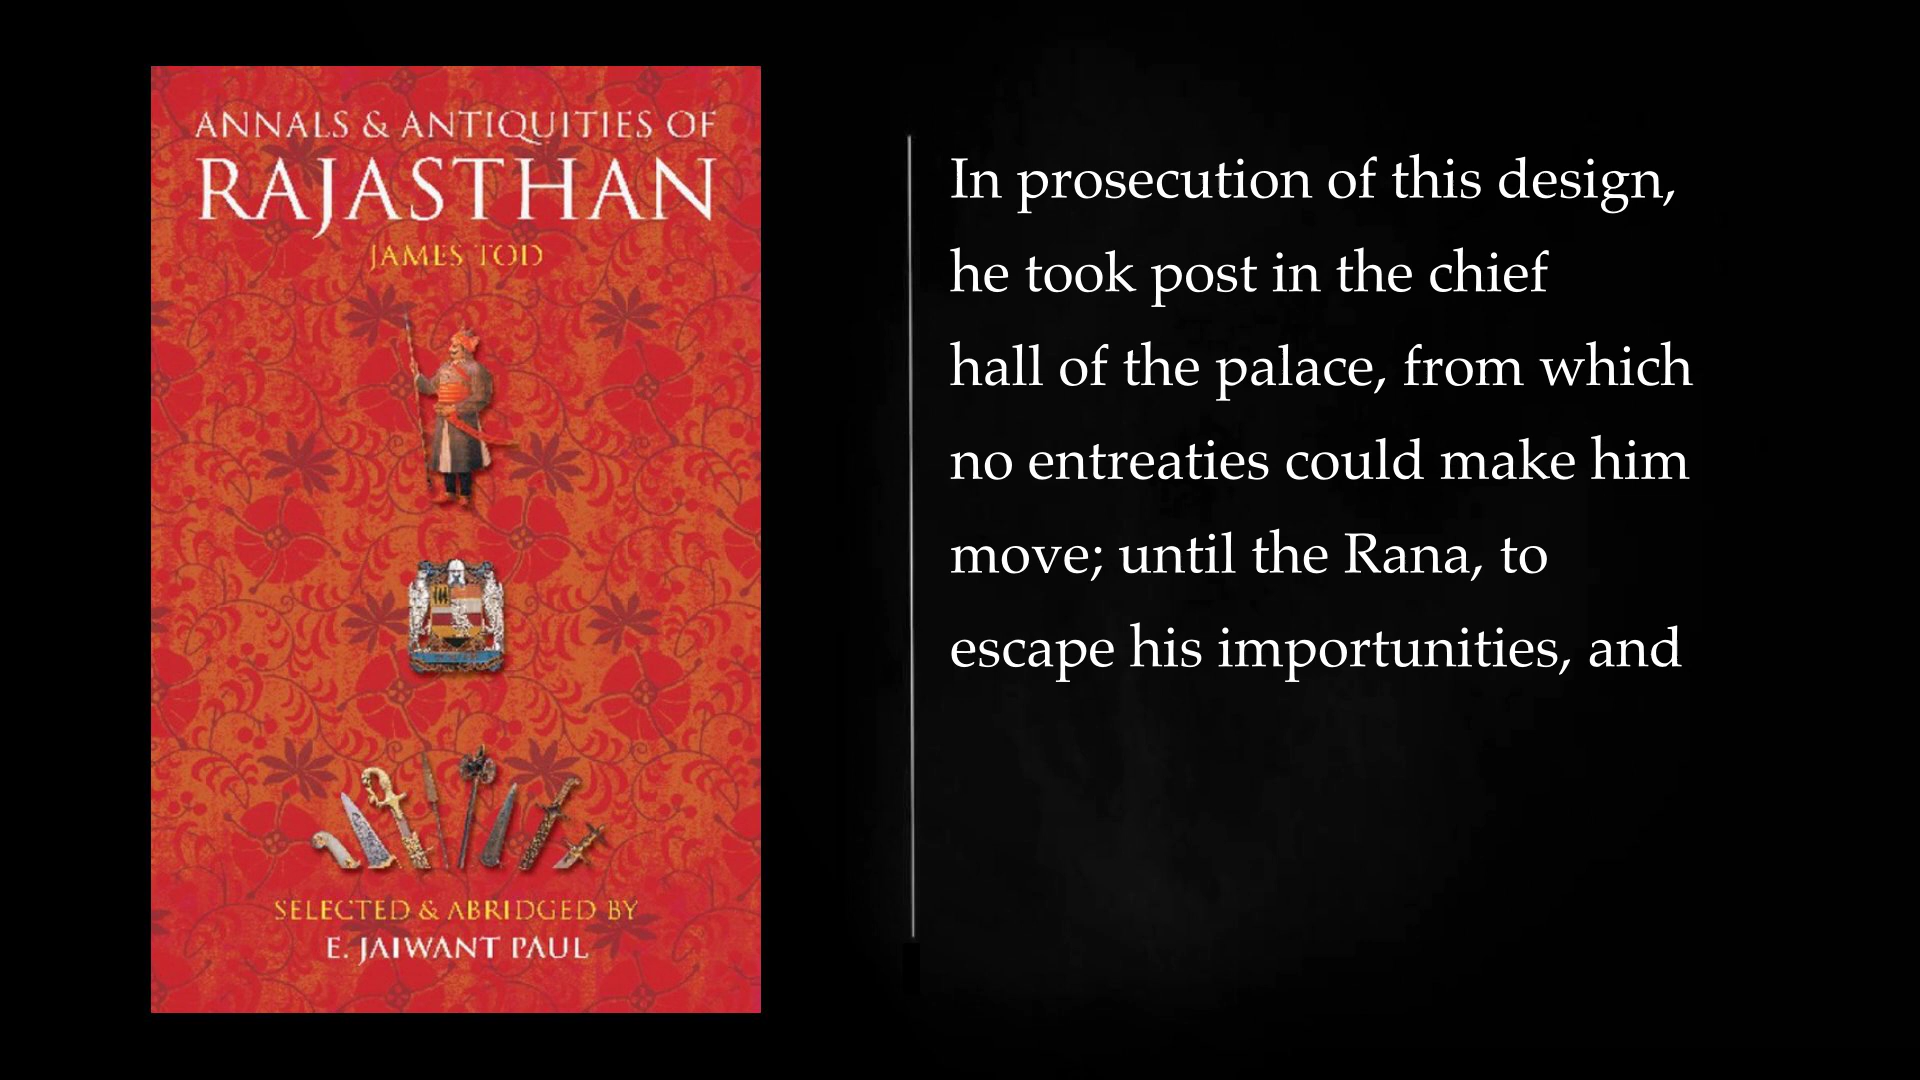 ANNALS & ANTIQUITIES OF
RAJASTHAN
JAMES TOD
SELECTED & ABRIDGED BY
E. JAIWANT PAUL
In prosecution of this design,
he took post in the chief
hall of the palace, from which
no entreaties could make him
move; until the Rana, to
escape his importunities, and